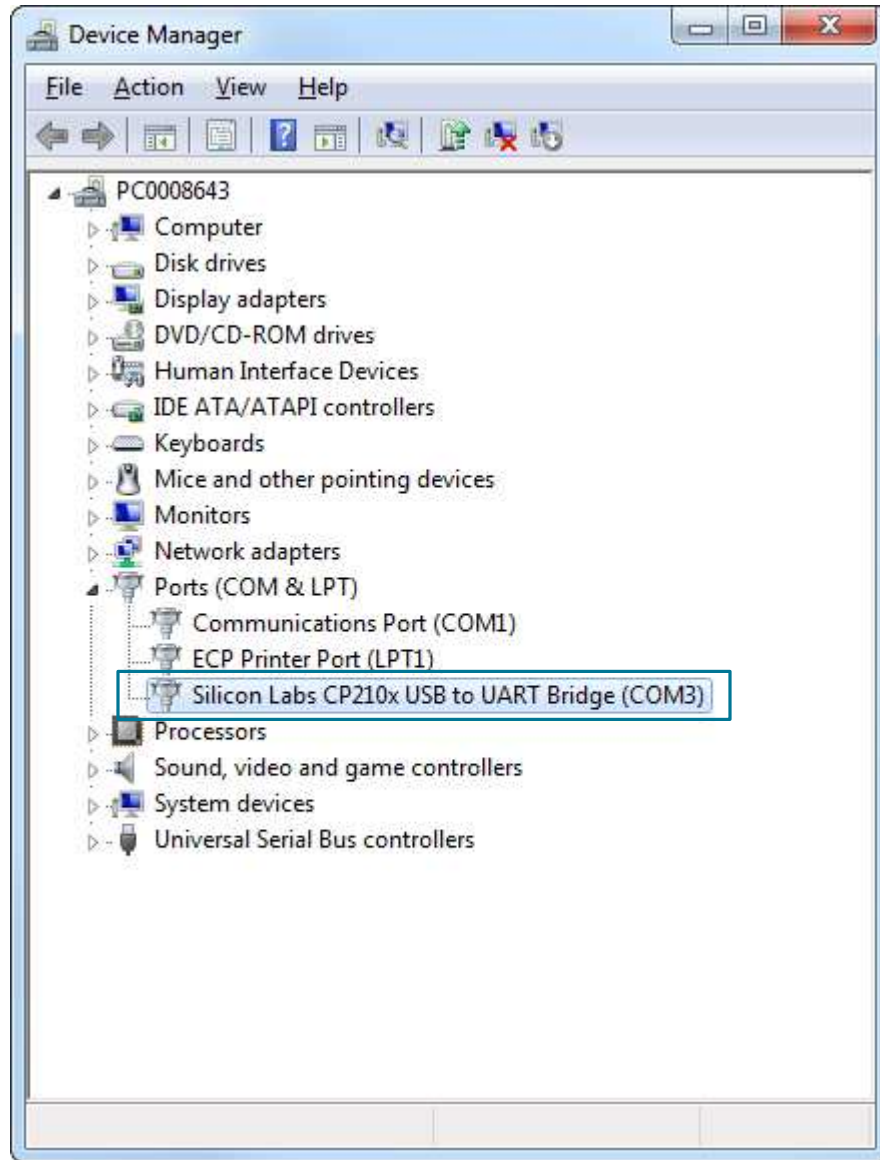 Device Manager
File Action View Help
PC0008643
Computer
Disk drives
Display adapters
DVD/CD-ROM drives
Human Interface Devices
IDE ATA/ATAPI controllers
Keyboards
Mice and other pointing devices
Monitors
Network adapters
Ports (COM & LPT)
Communications Port (COM1)
ECP Printer Port (LPT1)
Silicon Labs CP210x USB to UART Bridge (COM3)
Processors
Sound, video and game controllers
System devices
Universal Serial Bus controllers